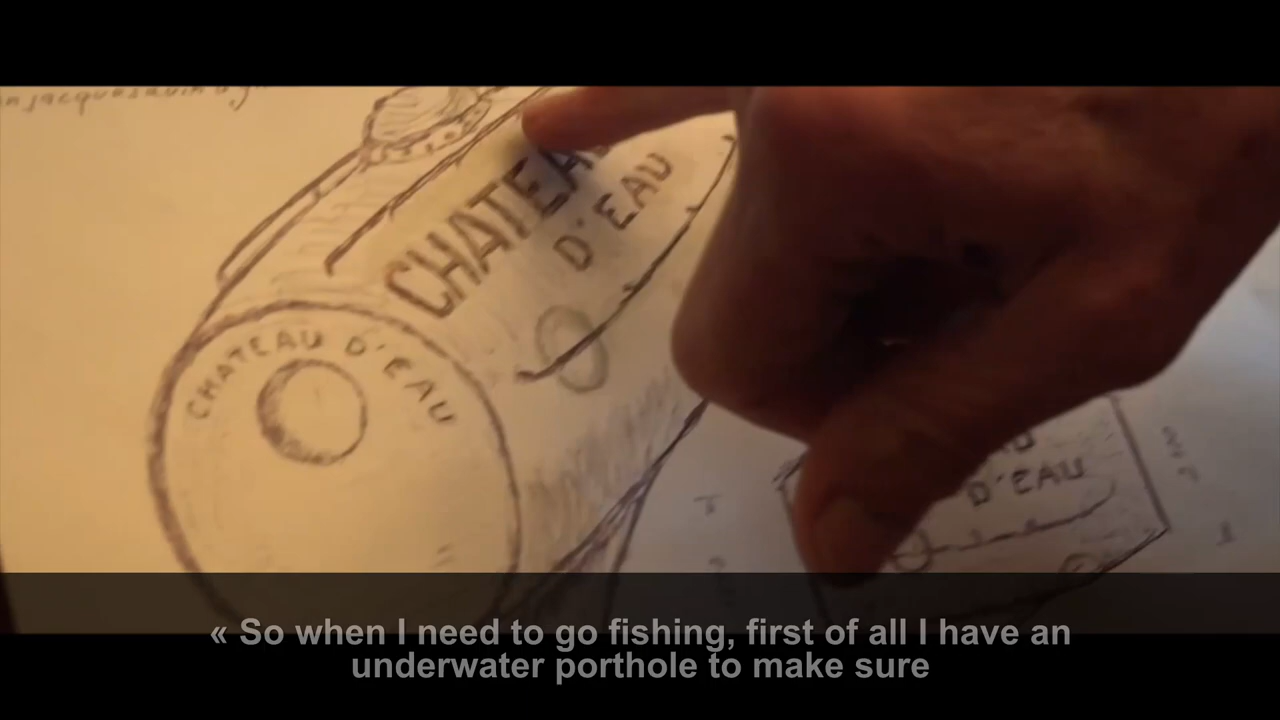 CHATEAU
D'EAU
CHATEAU D'EAU
D'EAU
« So when I need to go fishing, first of all I have an
underwater porthole to make sure